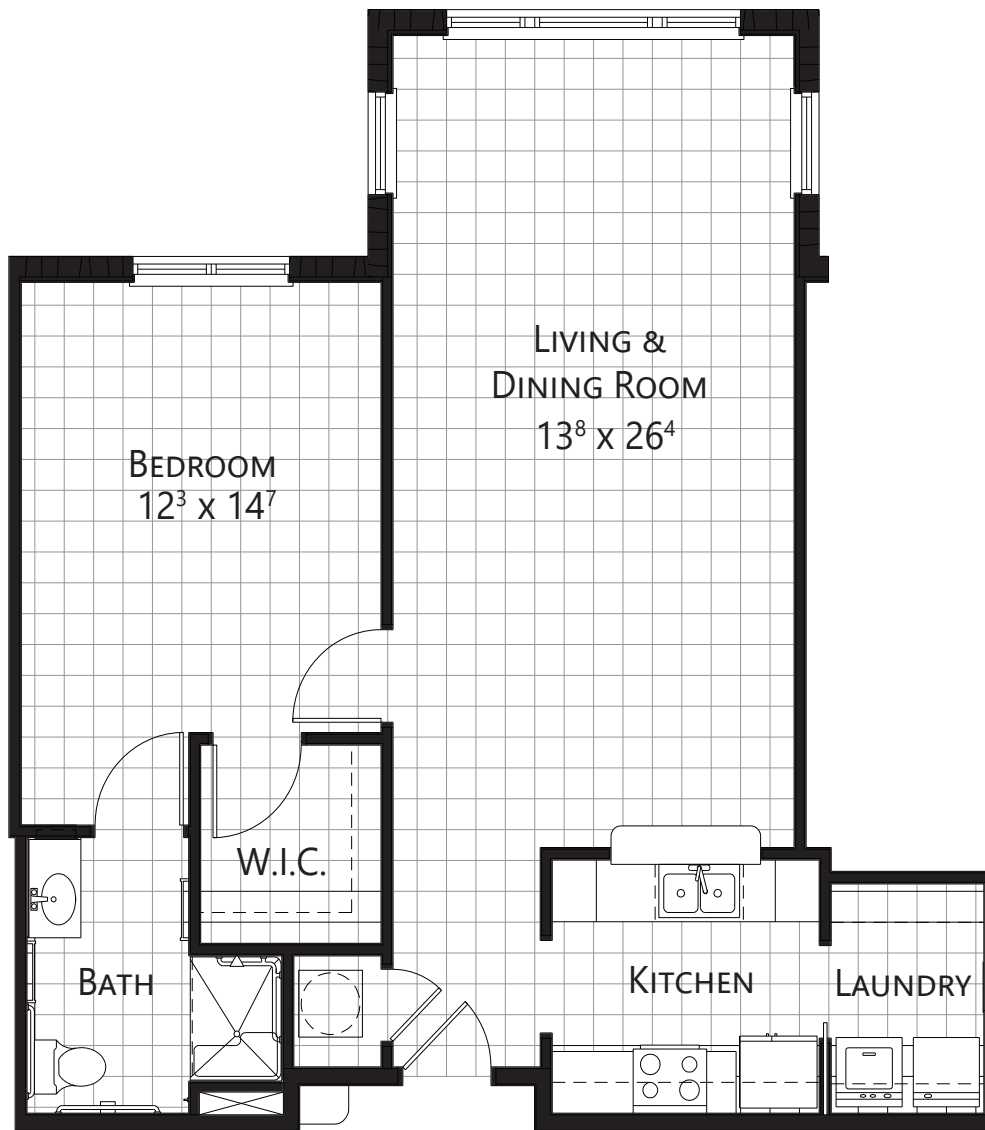 Living &
Dining Room
13⁸ x 26⁴
Bedroom
12³ x 14⁷
W.I.C.
Bath
Kitchen
Laundry